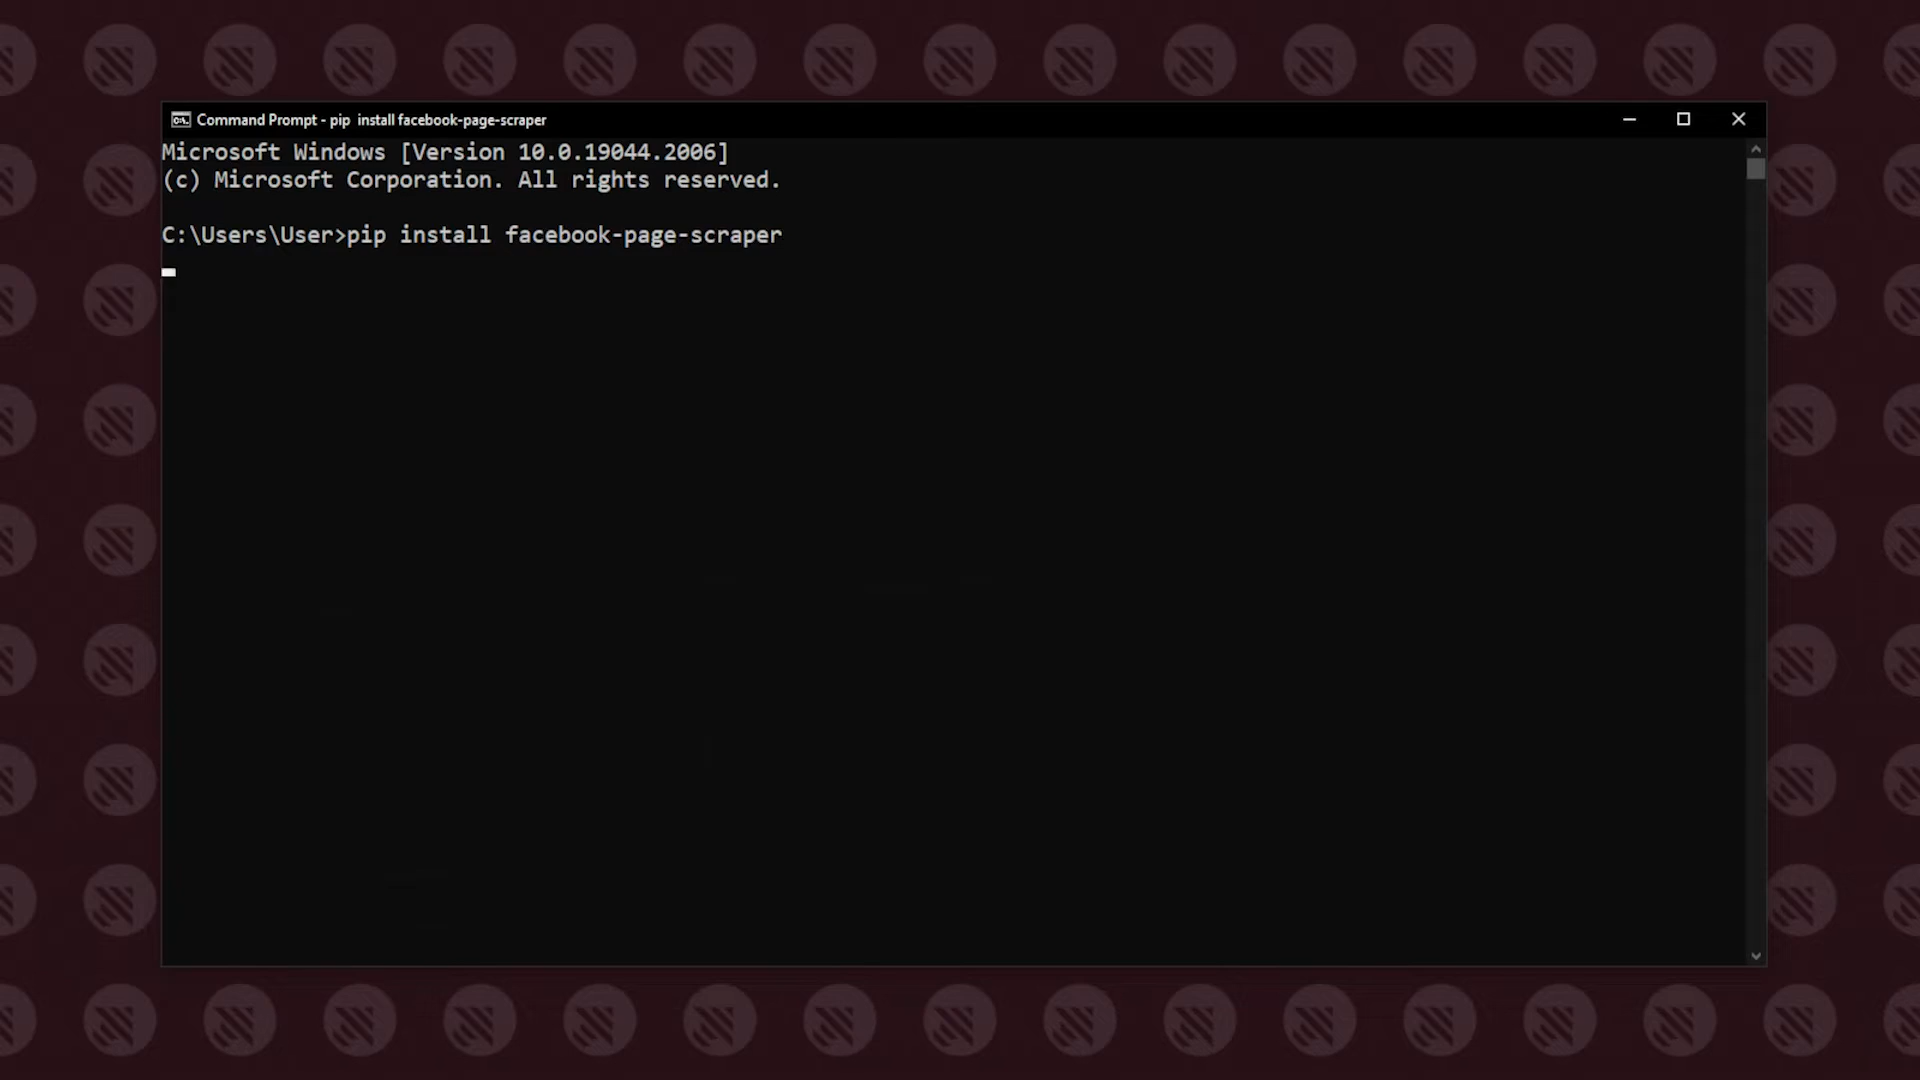 Command Prompt - pip  install facebook-page-scraper
Microsoft Windows [Version 10.0.19044.2006]
(c) Microsoft Corporation. All rights reserved.
C:\Users\User>pip install facebook-page-scraper